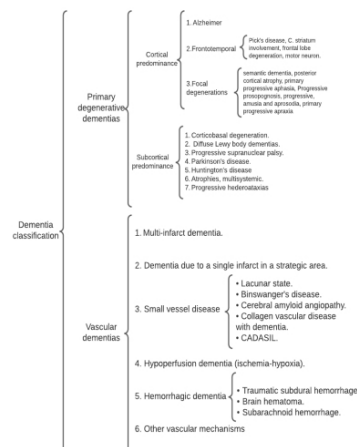 Dementia
classification
Primary
degenerative
dementias
Cortical
predominance
1. Alzheimer
2.Frontotemporal
Pick's disease, C. striatum
involvement, frontal lobe
degeneration, motor neuron.
3.Focal
degenerations
semantic dementia, posterior
cortical atrophy, primary
progressive aphasia, Progressive
prosopognosia, progressive,
amusia and aprosodia, primary
progressive apraxia.
Subcortical
predominance
1. Corticobasal degeneration.
2. Diffuse Lewy body dementias.
3. Progressive supranuclear palsy.
4. Parkinson's disease.
5. Huntington's disease
6. Atrophies, multisystemic.
7. Progressive hederoataxias
Vascular
dementias
1. Multi-infarct dementia.
2. Dementia due to a single infarct in a strategic area.
3. Small vessel disease
• Lacunar state.
• Binswanger's disease.
• Cerebral amyloid angiopathy.
• Collagen vascular disease
with dementia.
• CADASIL.
4. Hypoperfusion dementia (ischemia-hypoxia).
5. Hemorrhagic dementia
• Traumatic subdural hemorrhage
• Brain hematoma.
• Subarachnoid hemorrhage.
6. Other vascular mechanisms